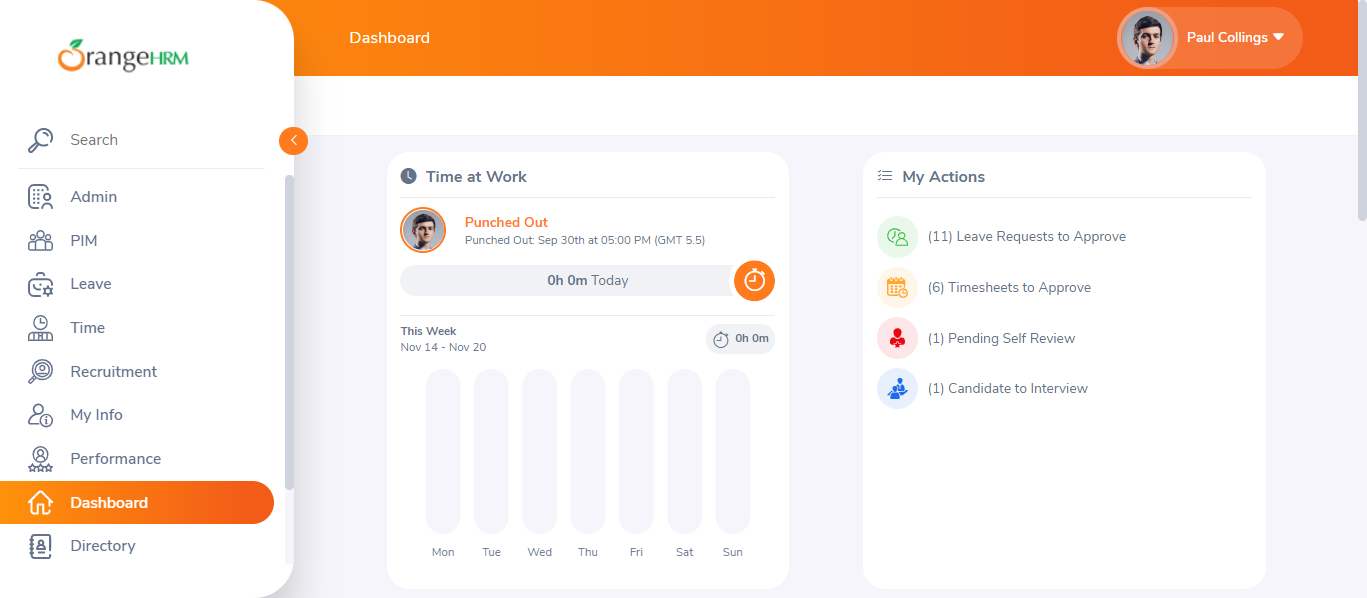 OrangeHRM
Search
Admin
PIM
Leave
Time
Recruitment
My Info
Performance
Dashboard
Directory
Dashboard
Paul Collings
Time at Work
Punched Out
Punched Out: Sep 30th at 05:00 PM (GMT 5.5)
0h 0m Today
This Week
Nov 14 - Nov 20
0h 0m
Mon Tue Wed Thu Fri Sat Sun
My Actions
(11) Leave Requests to Approve
(6) Timesheets to Approve
(1) Pending Self Review
(1) Candidate to Interview